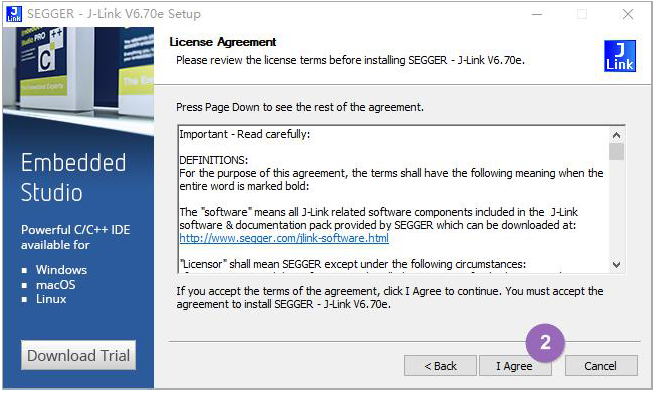 SEGGER - J-Link V6.70e Setup
License Agreement
Please review the license terms before installing SEGGER - J-Link V6.70e.
J
Link
Studio
PRO
C
++
Embedded
Studio
Powerful C/C++ IDE
available for
Windows
macOS
Linux
Download Trial
Press Page Down to see the rest of the agreement.
Important - Read carefully:
DEFINITIONS:
For the purpose of this agreement, the terms shall have the following meaning when the
entire word is marked bold:
The "software" means all J-Link related software components included in the J-Link
software & documentation pack provided by SEGGER which can be downloaded at:
http://www.segger.com/jlink-software.html
"Licensor" shall mean SEGGER except under the following circumstances:
If you accept the terms of the agreement, click I Agree to continue. You must accept the
agreement to install SEGGER - J-Link V6.70e.
2
< Back
I Agree
Cancel